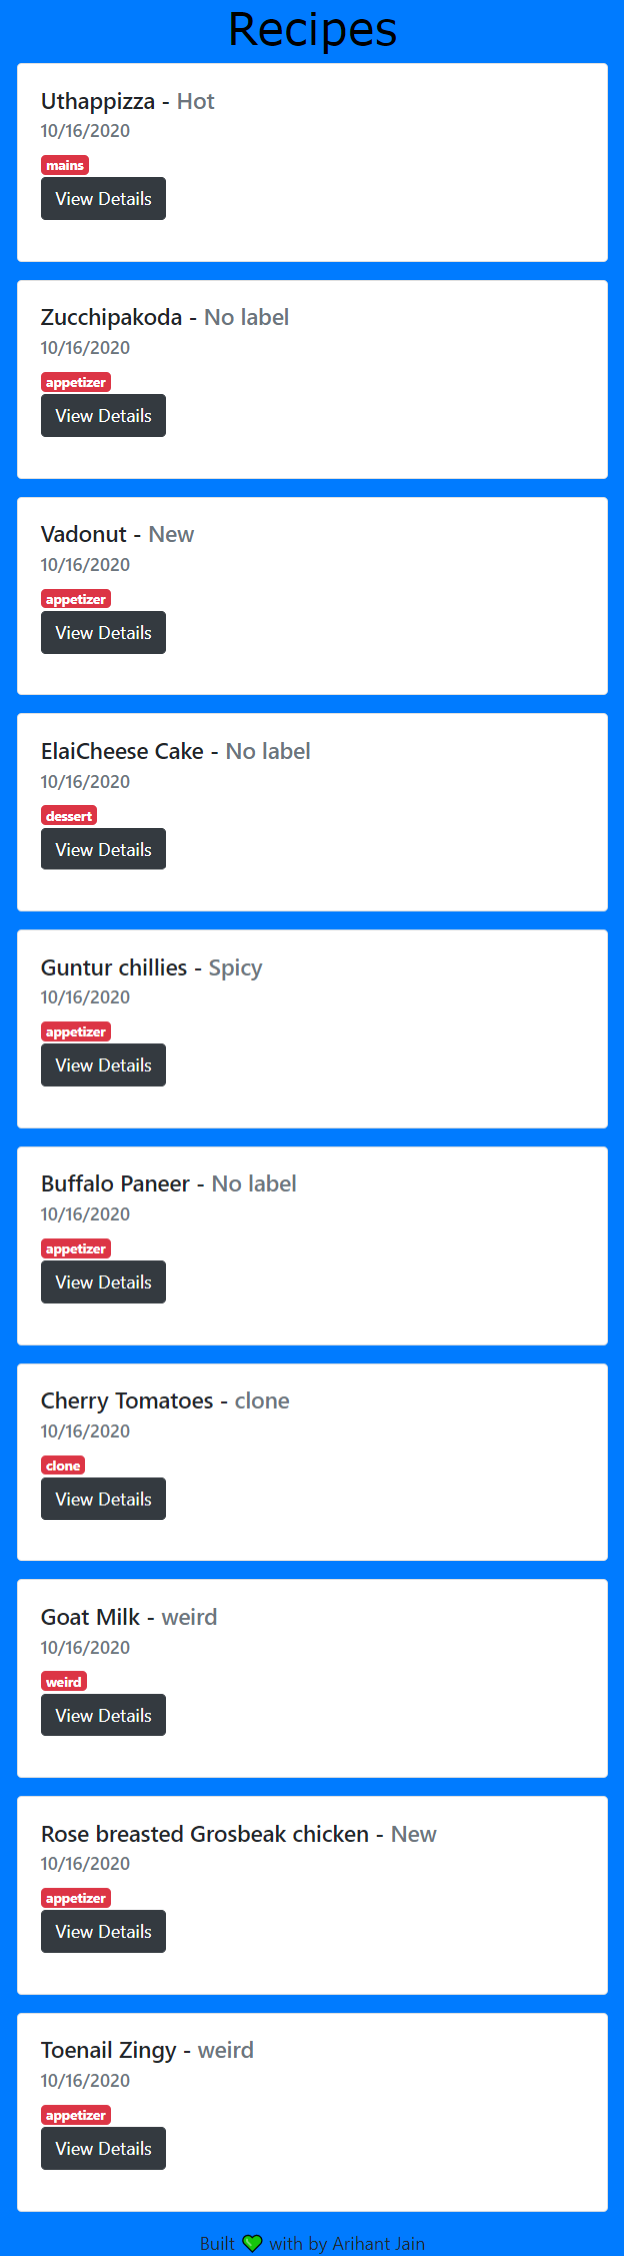 Recipes
Uthappizza - Hot
10/16/2020
mains
View Details
Zucchipakoda - No label
10/16/2020
appetizer
View Details
Vadonut - New
10/16/2020
appetizer
View Details
ElaiCheese Cake - No label
10/16/2020
dessert
View Details
Guntur chillies - Spicy
10/16/2020
appetizer
View Details
Buffalo Paneer - No label
10/16/2020
appetizer
View Details
Cherry Tomatoes - clone
10/16/2020
clone
View Details
Goat Milk - weird
10/16/2020
weird
View Details
Rose breasted Grosbeak chicken - New
10/16/2020
appetizer
View Details
Toenail Zingy - weird
10/16/2020
appetizer
View Details
Built 💚 with by Arihant Jain